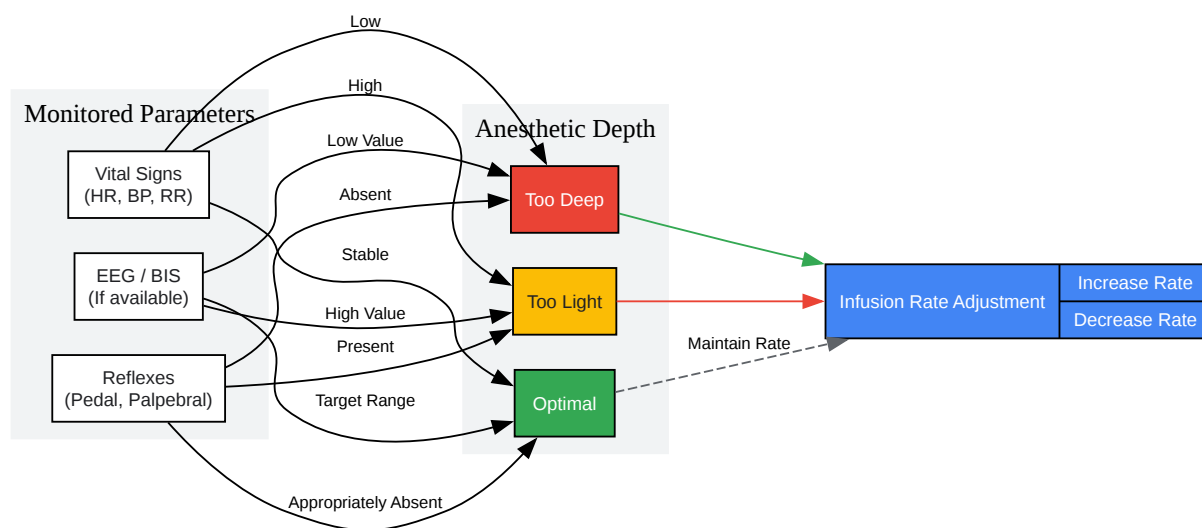 Low
High
Monitored Parameters
Anesthetic Depth
Low Value
Vital Signs
(HR, BP, RR)
Absent
Too Deep
Stable
EEG / BIS
(If available)
Too Light
Infusion Rate Adjustment
Increase Rate
Decrease Rate
High Value
Present
Maintain Rate
Reflexes
(Pedal, Palpebral)
Target Range
Optimal
Appropriately Absent